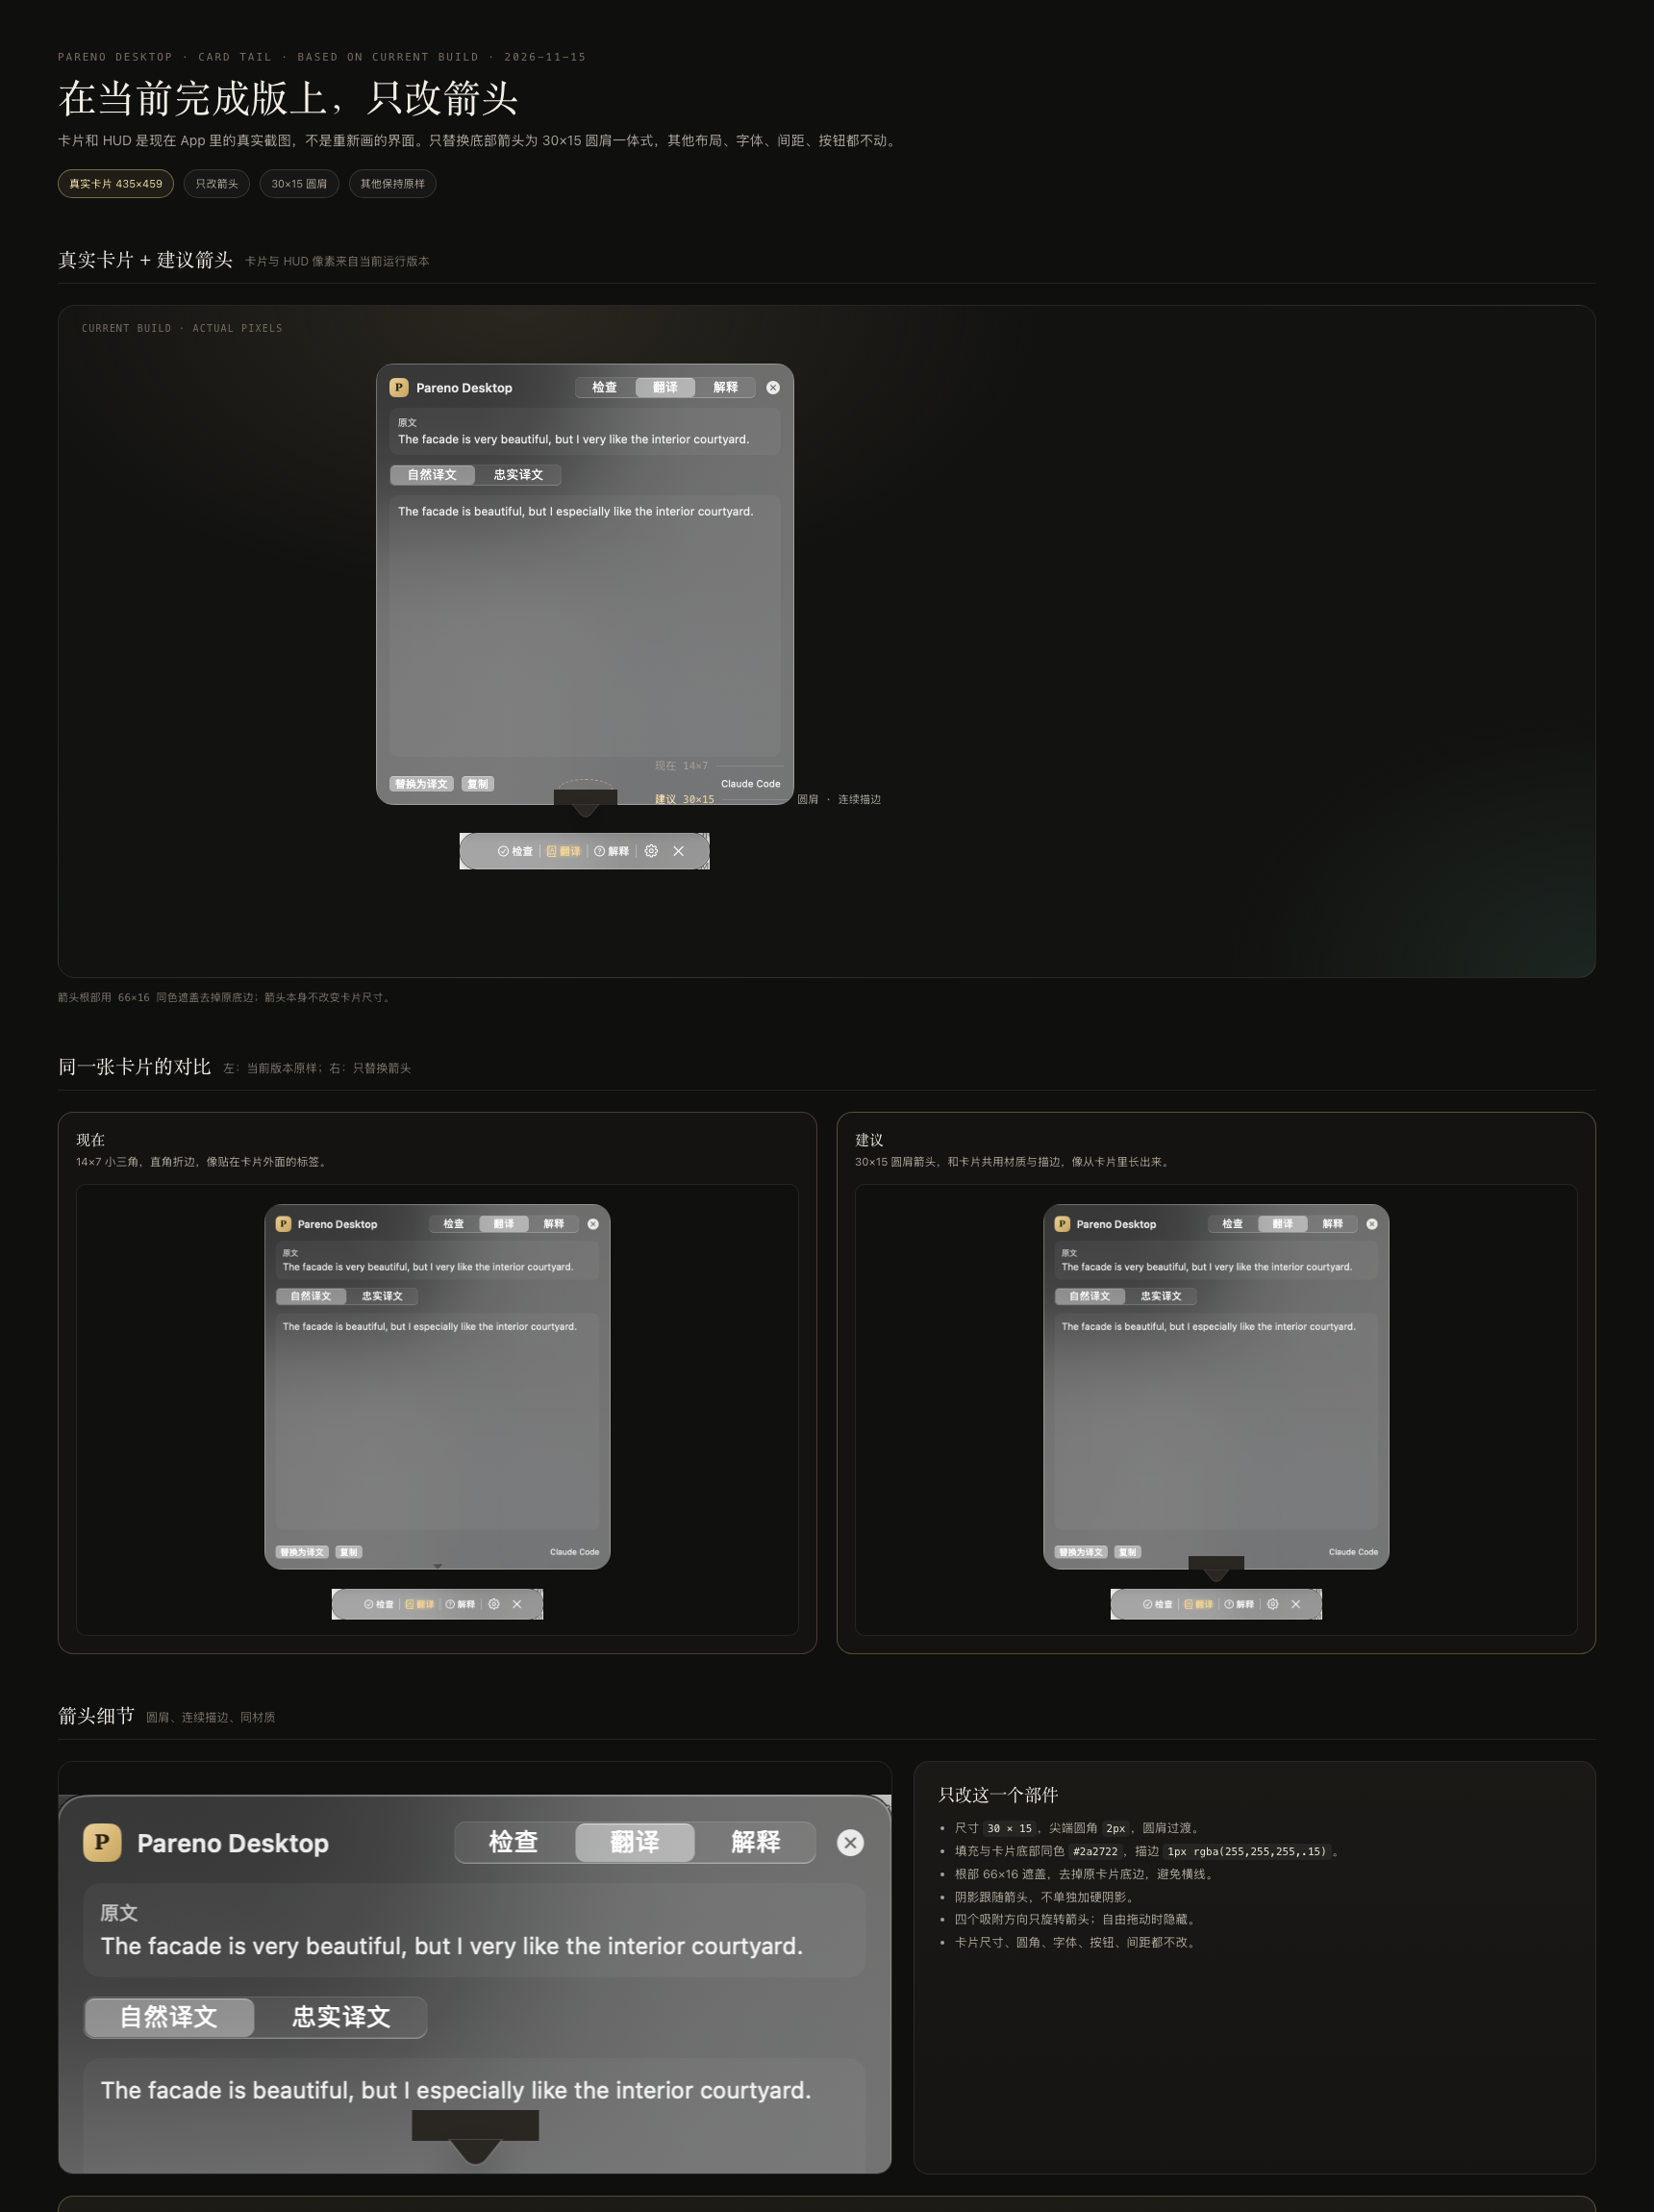 PARENO DESKTOP · CARD TAIL · BASED ON CURRENT BUILD · 2026-11-15
在当前完成版上，只改箭头
卡片和 HUD 是现在 App 里的真实截图，不是重新画的界面。只替换底部箭头为 30×15 圆肩一体式，其他布局、字体、间距、按钮都不动。
真实卡片 435×459 只改箭头 30×15 圆肩 其他保持原样
真实卡片 + 建议箭头 卡片与 HUD 像素来自当前运行版本
CURRENT BUILD · ACTUAL PIXELS
P Pareno Desktop 检查 翻译 解释
原文
The facade is very beautiful, but I very like the interior courtyard.
自然译文 忠实译文
The facade is beautiful, but I especially like the interior courtyard.
现在 14×7
替换为译文 复制 Claude Code
建议 30×15 圆肩 · 连续描边
检查 翻译 解释
箭头根部用 66×16 同色遮盖去掉原底边；箭头本身不改变卡片尺寸。
同一张卡片的对比 左：当前版本原样；右：只替换箭头
现在
14×7 小三角，直角折边，像贴在卡片外面的标签。
P Pareno Desktop 检查 翻译 解释
原文
The facade is very beautiful, but I very like the interior courtyard.
自然译文 忠实译文
The facade is beautiful, but I especially like the interior courtyard.
替换为译文 复制 Claude Code
检查 翻译 解释
建议
30×15 圆肩箭头，和卡片共用材质与描边，像从卡片里长出来。
P Pareno Desktop 检查 翻译 解释
原文
The facade is very beautiful, but I very like the interior courtyard.
自然译文 忠实译文
The facade is beautiful, but I especially like the interior courtyard.
替换为译文 复制 Claude Code
检查 翻译 解释
箭头细节 圆肩、连续描边、同材质
P Pareno Desktop 检查 翻译 解释
原文
The facade is very beautiful, but I very like the interior courtyard.
自然译文 忠实译文
The facade is beautiful, but I especially like the interior courtyard.
只改这一个部件
• 尺寸 30 × 15，尖端圆角 2px，圆肩过渡。
• 填充与卡片底部同色 #2a2722，描边 1px rgba(255,255,255,.15)。
• 根部 66×16 遮盖，去掉原卡片底边，避免横线。
• 阴影跟随箭头，不单独加硬阴影。
• 四个吸附方向只旋转箭头；自由拖动时隐藏。
• 卡片尺寸、圆角、字体、按钮、间距都不改。